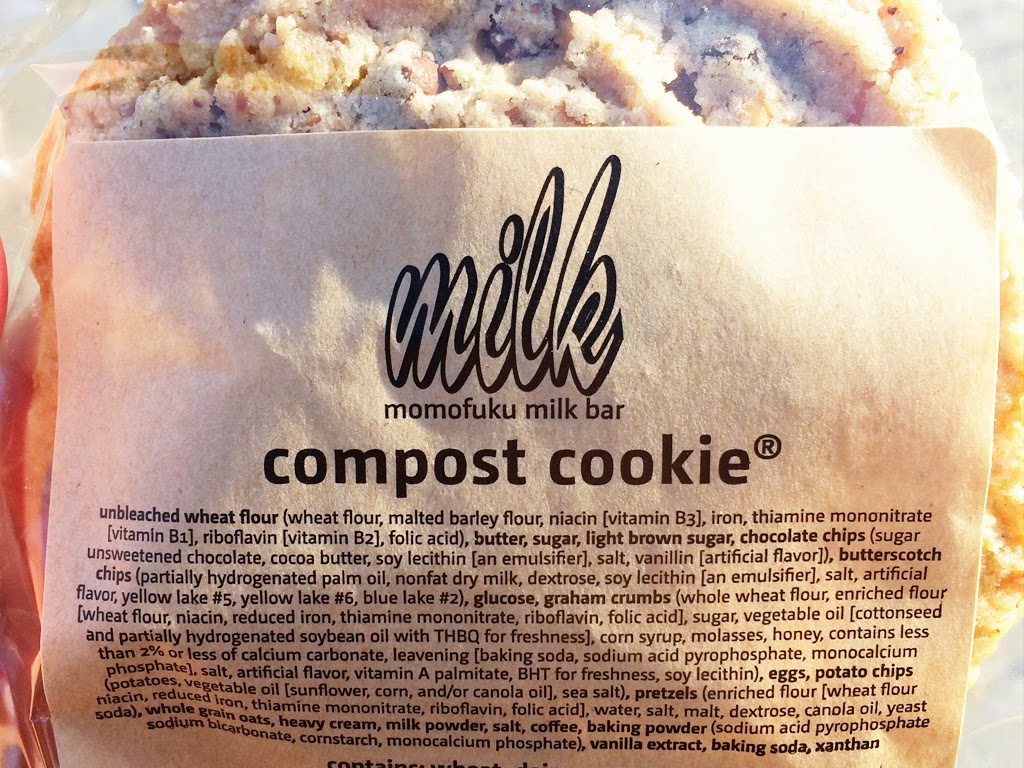 milk
momofuku milk bar
compost cookie®
unbleached wheat flour (wheat flour, malted barley flour, niacin [vitamin B3], iron, thiamine mononitrate
[vitamin B1], riboflavin [vitamin B2], folic acid), butter, sugar, light brown sugar, chocolate chips (sugar
unsweetened chocolate, cocoa butter, soy lecithin [an emulsifier], salt, vanillin [artificial flavor]), butterscotch
chips (partially hydrogenated palm oil, nonfat dry milk, dextrose, soy lecithin [an emulsifier], salt, artificial
flavor, yellow lake #5, yellow lake #6, blue lake #2), glucose, graham crumbs (whole wheat flour, enriched flour
[wheat flour, niacin, reduced iron, thiamine mononitrate, riboflavin, folic acid], sugar, vegetable oil [cottonseed
and partially hydrogenated soybean oil with THBQ for freshness], corn syrup, molasses, honey, contains less
than 2% or less of calcium carbonate, leavening [baking soda, sodium acid pyrophosphate, monocalcium
phosphate], salt, artificial flavor, vitamin A palmitate, BHT for freshness, soy lecithin), eggs, potato chips
(potatoes, vegetable oil [sunflower, corn, and/or canola oil], sea salt), pretzels (enriched flour [wheat flour
niacin, reduced iron, thiamine mononitrate, riboflavin, folic acid], water, salt, malt, dextrose, canola oil, yeast
soda), whole grain oats, heavy cream, milk powder, salt, coffee, baking powder (sodium acid pyrophosphate
sodium bicarbonate, cornstarch, monocalcium phosphate), vanilla extract, baking soda, xanthan
contains: wheat,